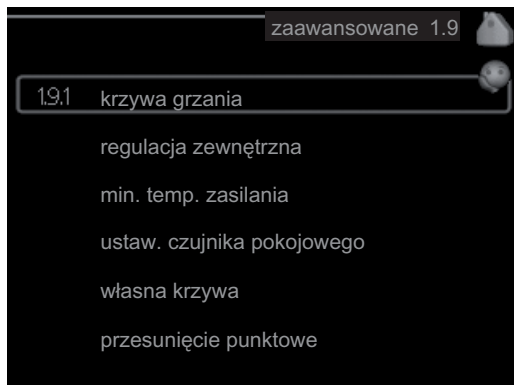 zaawansowane 1.9
1.9.1 krzywa grzania
regulacja zewnętrzna
min. temp. zasilania
ustaw. czujnika pokojowego
własna krzywa
przesunięcie punktowe